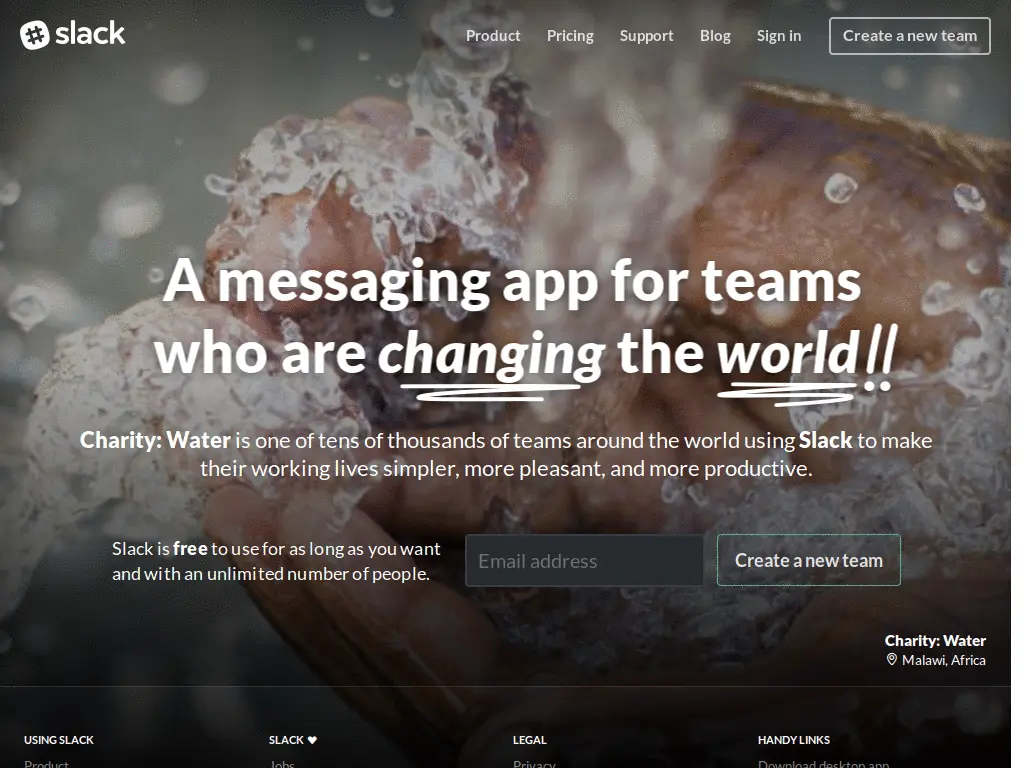 slack
Product Pricing Support Blog Sign in Create a new team
A messaging app for teams
who are changing the world!!
Charity: Water is one of tens of thousands of teams around the world using Slack to make
their working lives simpler, more pleasant, and more productive.
Slack is free to use for as long as you want
and with an unlimited number of people.
Email address
Create a new team
Charity: Water
Malawi, Africa
USING SLACK
SLACK ♥
LEGAL
HANDY LINKS
Product
Jobs
Privacy
Download desktop app